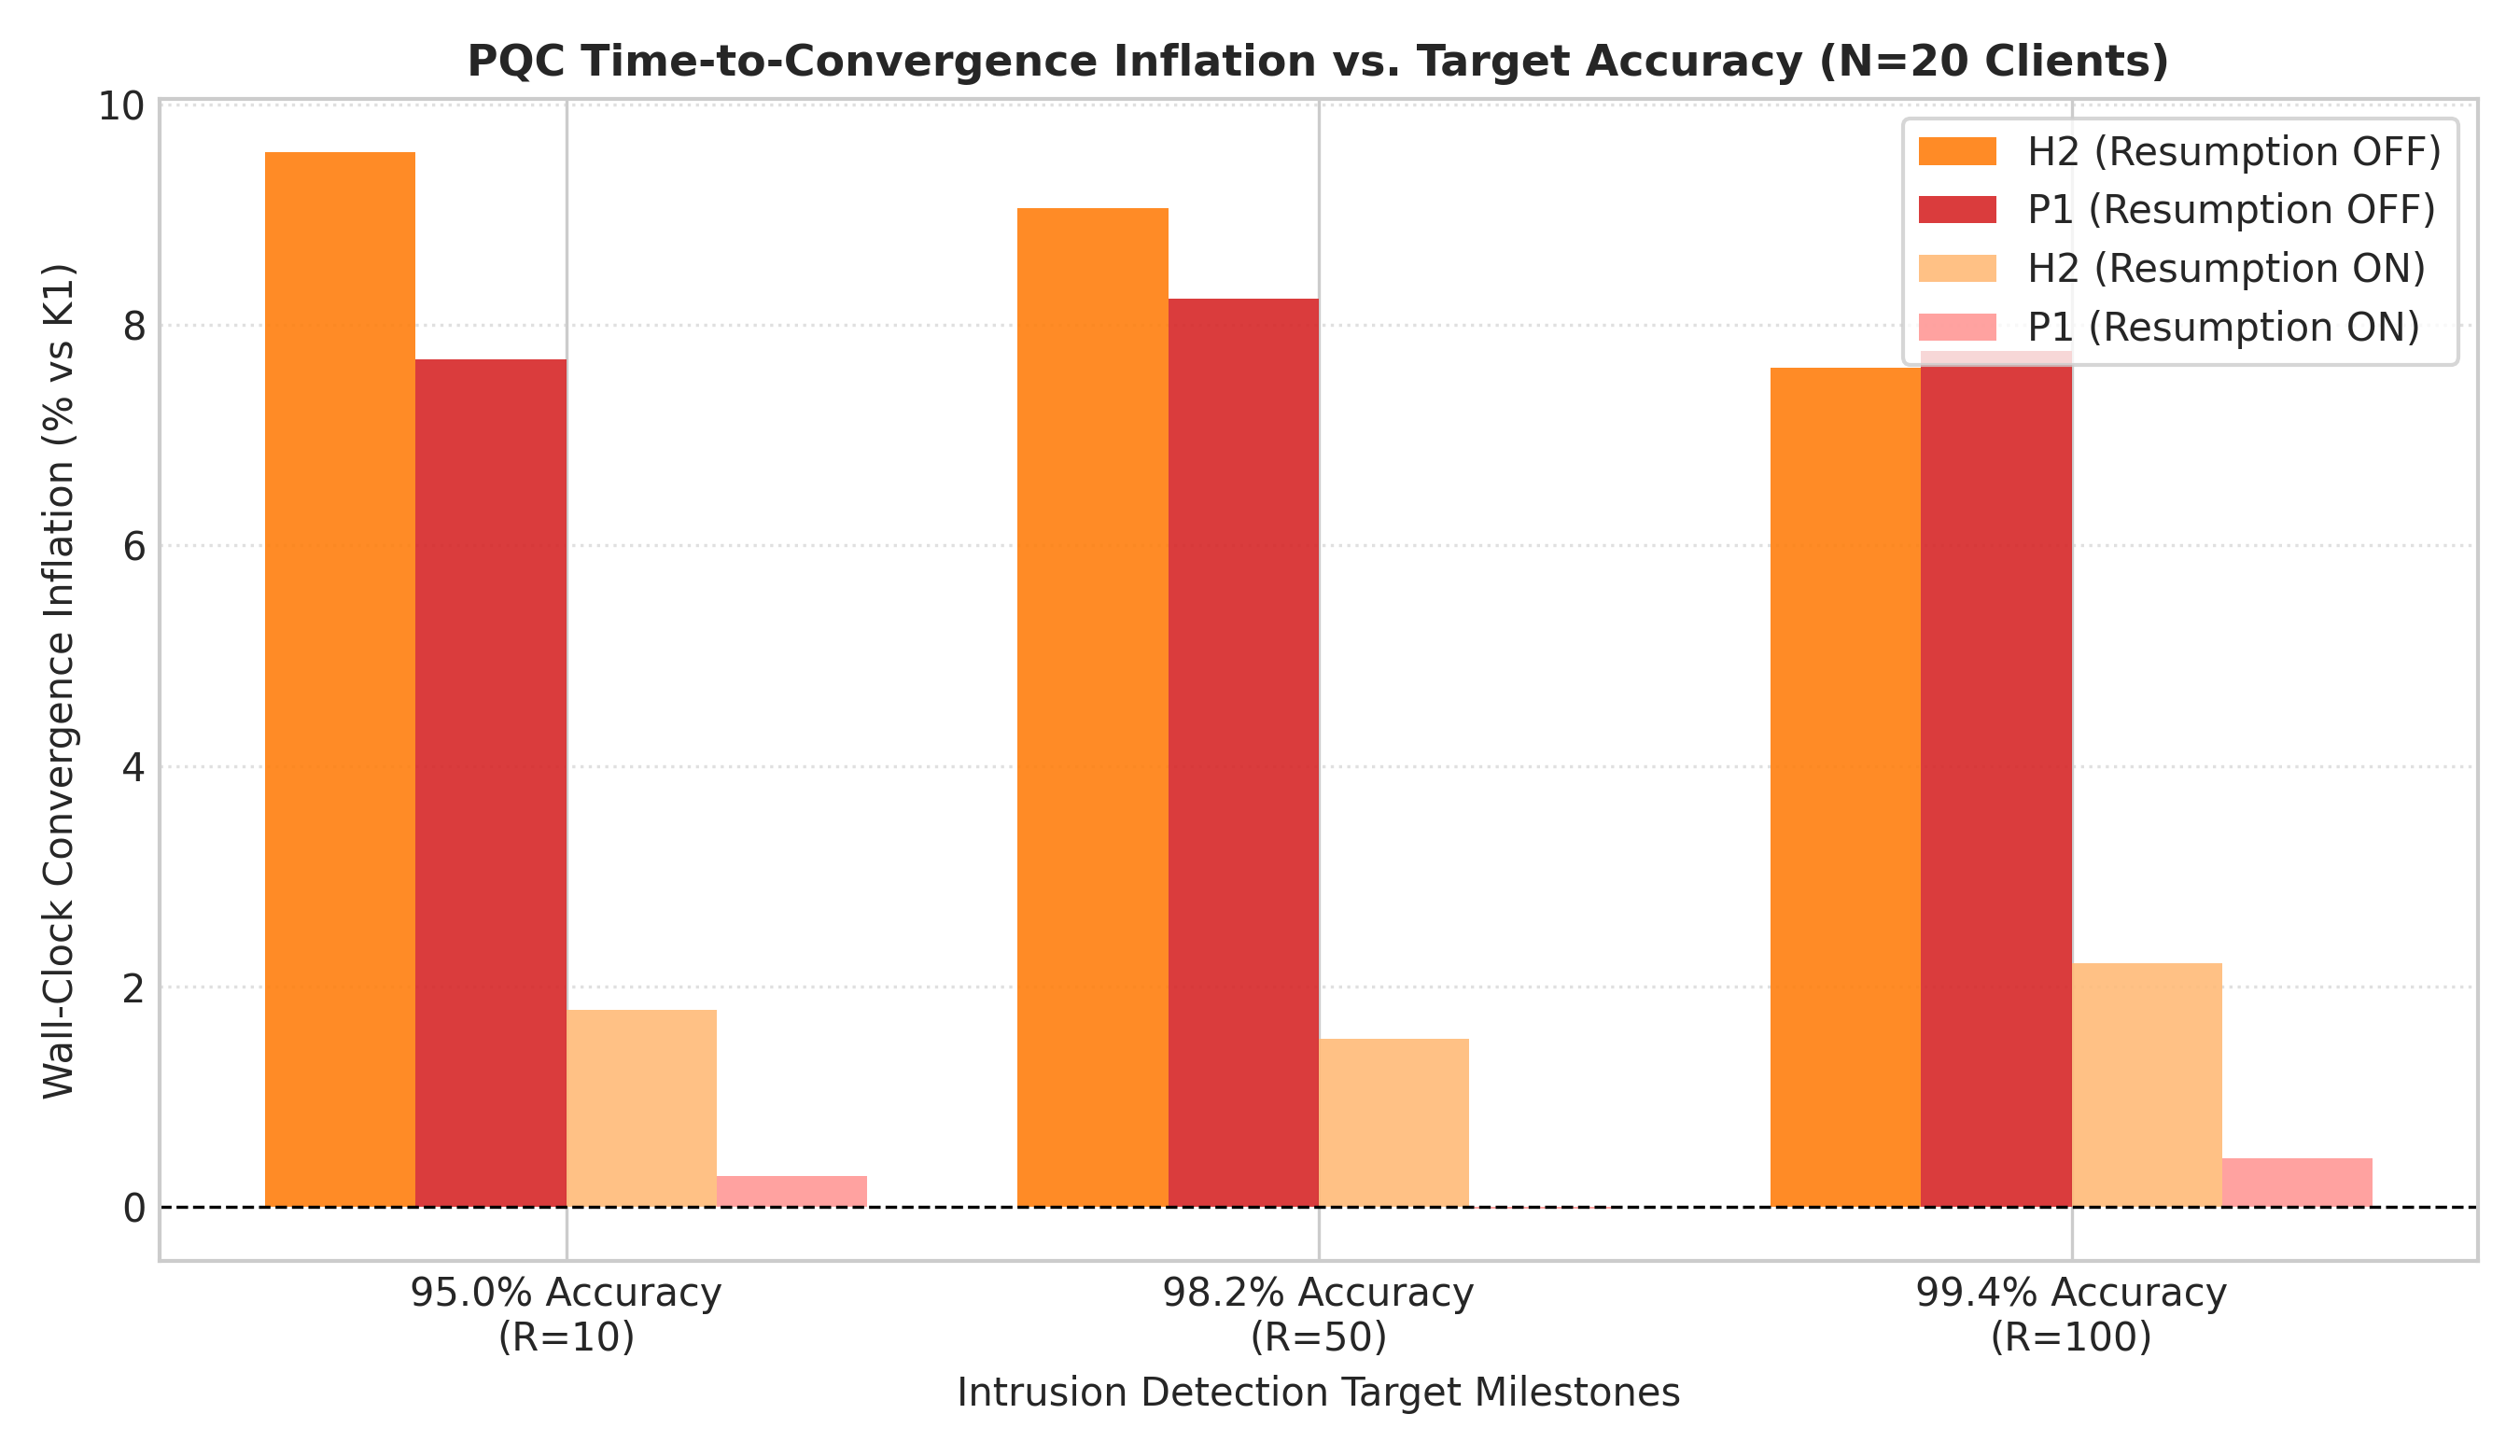 PQC Time-to-Convergence Inflation vs. Target Accuracy (N=20 Clients)
Wall-Clock Convergence Inflation (% vs K1)
10
8
6
4
2
0
H2 (Resumption OFF)
P1 (Resumption OFF)
H2 (Resumption ON)
P1 (Resumption ON)
95.0% Accuracy
(R=10)
98.2% Accuracy
(R=50)
99.4% Accuracy
(R=100)
Intrusion Detection Target Milestones